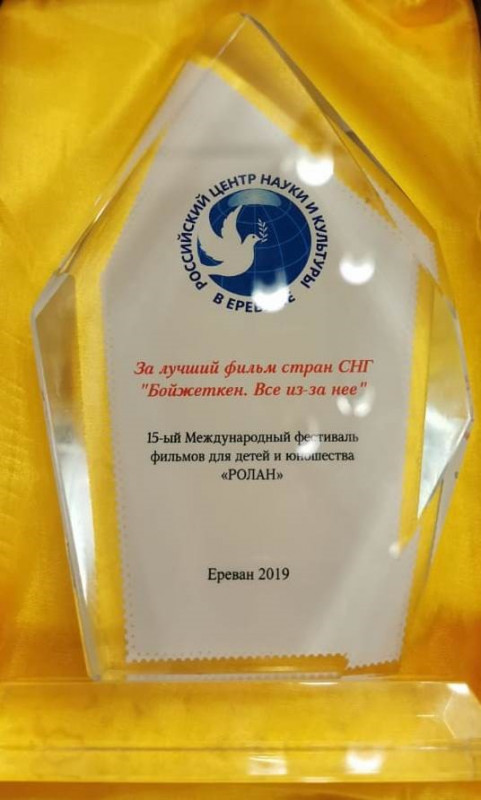 РОССИЙСКИЙ ЦЕНТР НАУКИ И КУЛЬТУРЫ
В ЕРЕВАНЕ
За лучший фильм стран СНГ
"Бойжеткен. Все из-за нее"
15-ый Международный фестиваль
фильмов для детей и юношества
«РОЛАН»
Ереван 2019